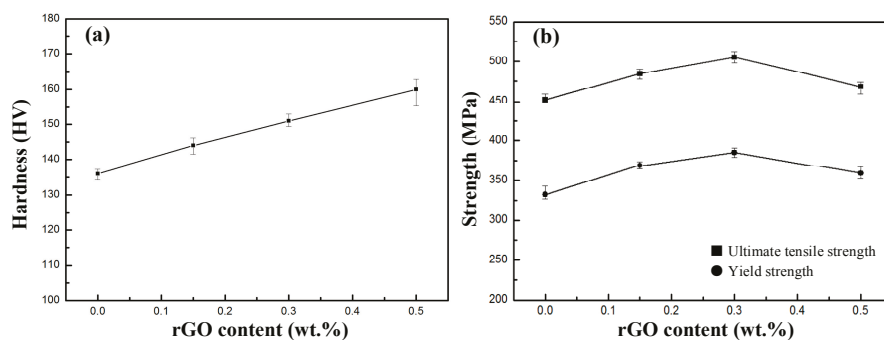 (a)
Hardness (HV)
180
170
160
150
140
130
120
110
100
0.0 0.1 0.2 0.3 0.4 0.5
rGO content (wt.%)
(b)
Strength (MPa)
550
500
450
400
350
300
250
200
Ultimate tensile strength
Yield strength
0.0 0.1 0.2 0.3 0.4 0.5
rGO content (wt.%)